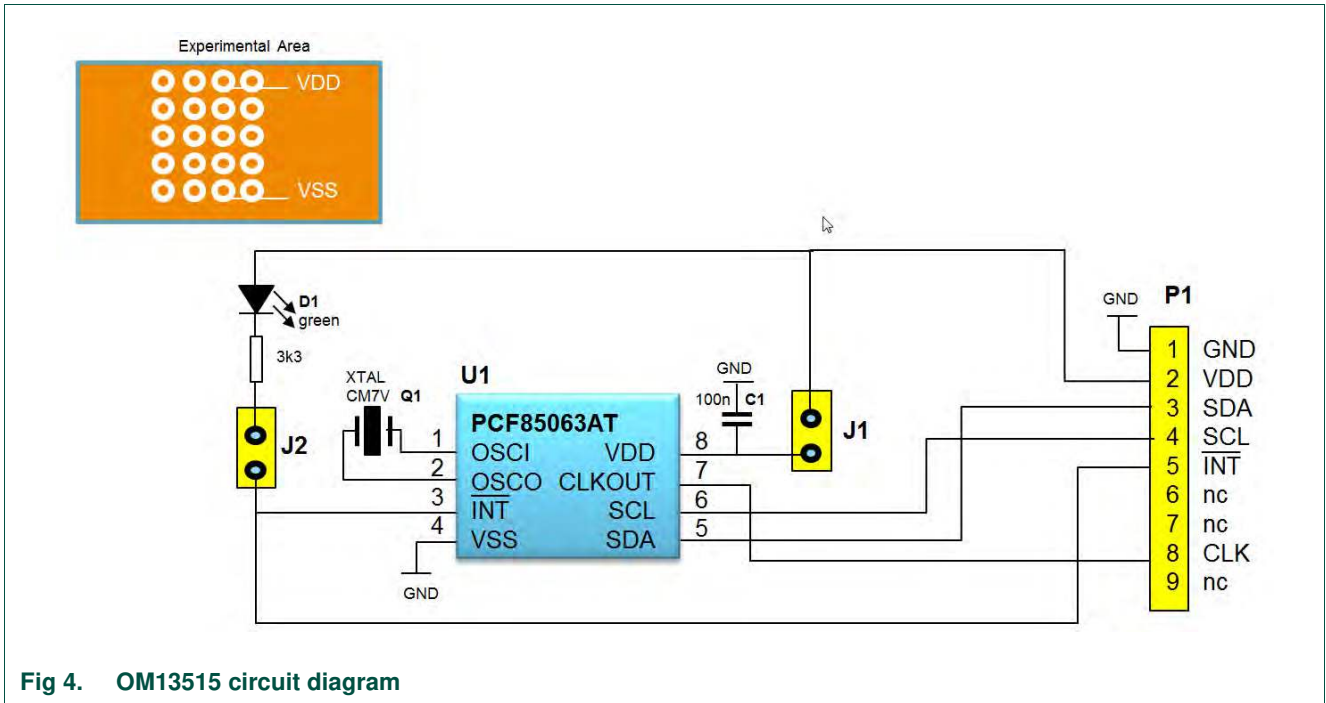 Experimental Area
VDD
VSS
D1
green
3k3
J2
XTAL
CM7V Q1
U1
PCF85063AT
1 OSCI VDD 8
2 OSCO CLKOUT 7
3 INT SCL 6
4 VSS SDA 5
GND
GND
100n C1
J1
GND
P1
1 GND
2 VDD
3 SDA
4 SCL
5 INT
6 nc
7 nc
8 CLK
9 nc
Fig 4. OM13515 circuit diagram